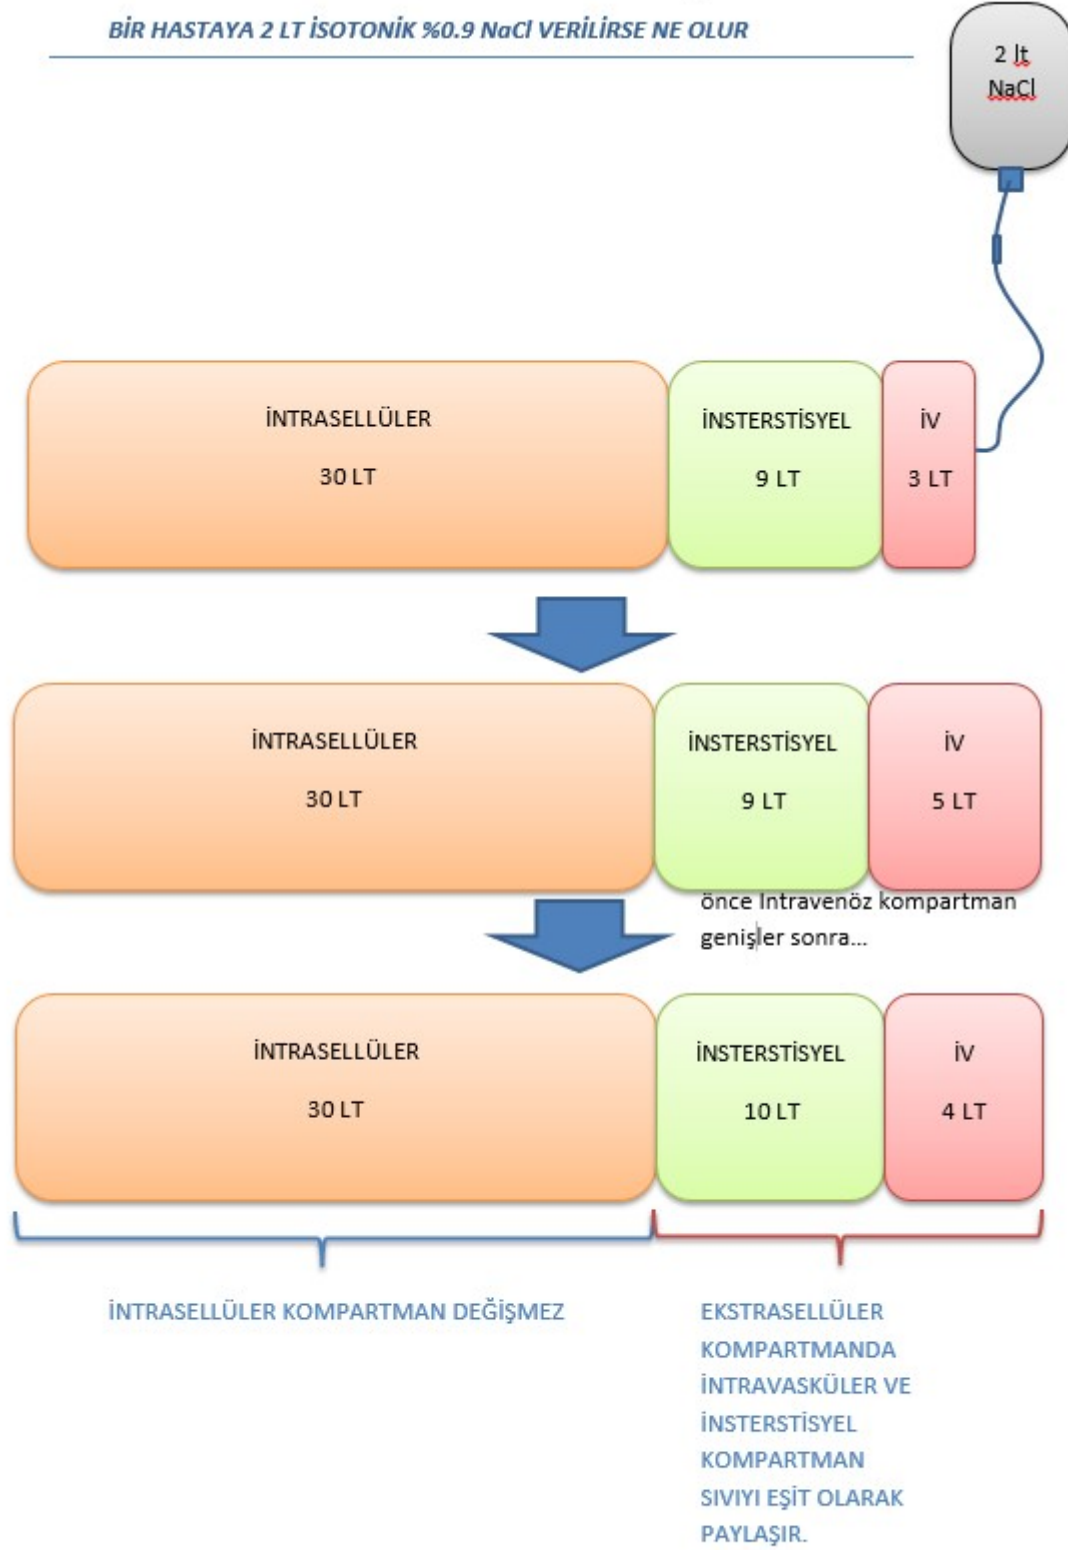 BİR HASTAYA 2 LT İSOTONİK %0.9 NaCl VERİLİRSE NE OLUR
2 lt
NaCl
İNTRASELLÜLER
30 LT
İNSTERSTİSYEL
9 LT
İV
3 LT
İNTRASELLÜLER
30 LT
İNSTERSTİSYEL
9 LT
İV
5 LT
önce Intravenöz kompartman
genişler sonra...
İNTRASELLÜLER
30 LT
İNSTERSTİSYEL
10 LT
İV
4 LT
İNTRASELLÜLER KOMPARTMAN DEĞİŞMEZ
EKSTRASELLÜLER
KOMPARTMANDA
İNTRAVASKÜLER VE
İNSTERSTİSYEL
KOMPARTMAN
SIVIYI EŞİT OLARAK
PAYLAŞIR.